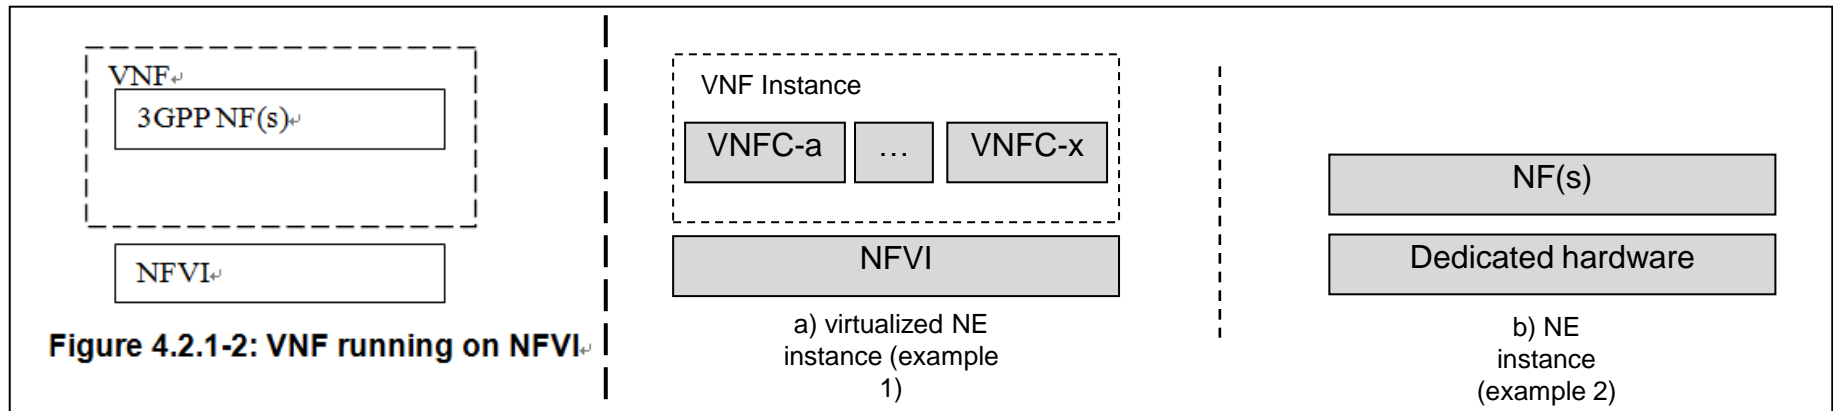 VNF↵
3GPP NF(s)↵
NFVI↵
Figure 4.2.1-2: VNF running on NFVI↵
VNF Instance
VNFC-a
…
VNFC-x
NFVI
a) virtualized NE
instance (example
1)
NF(s)
Dedicated hardware
b) NE
instance
(example 2)